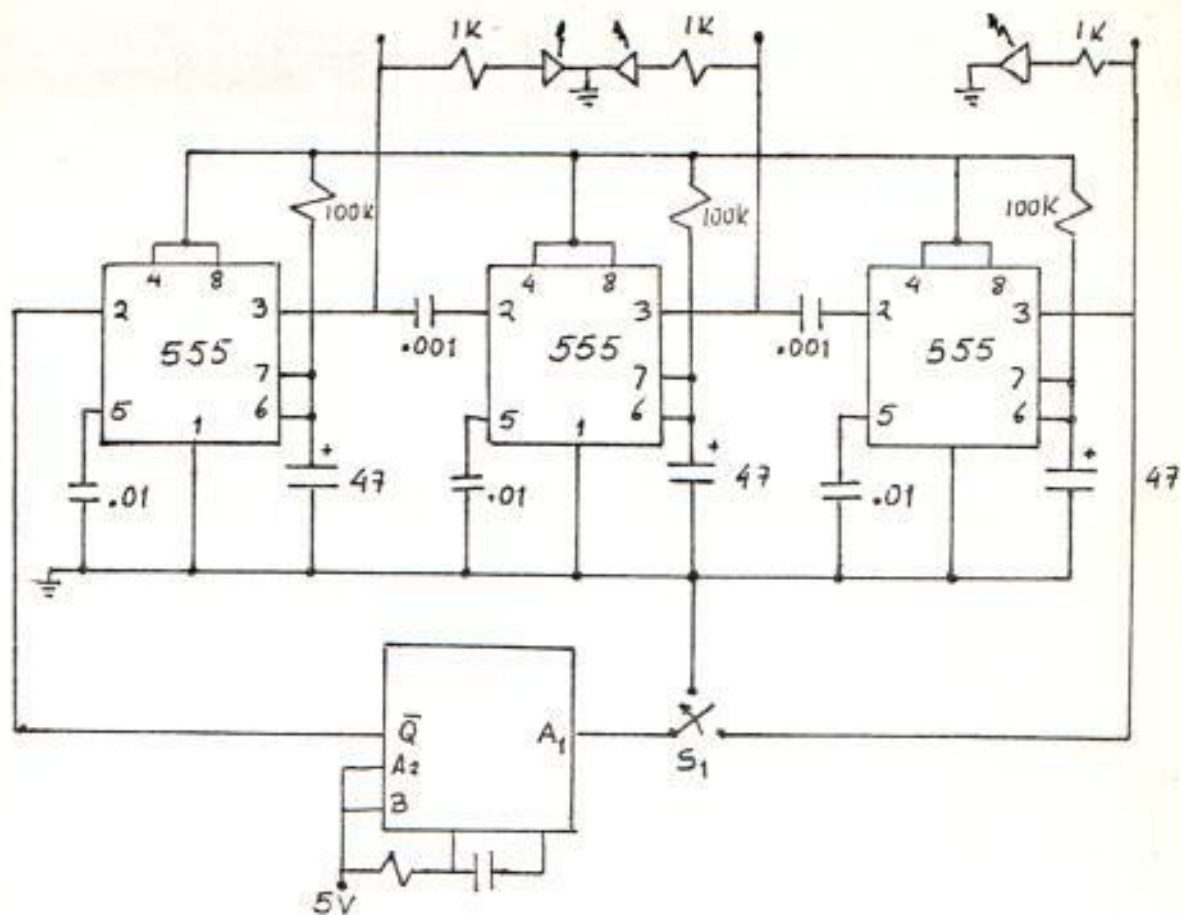 1K 1K 1K
100K 100K 100K
4 8 4 8 4 8
2 3 2 3 2 3
.001 .001
555 555 555
7 7 7
5 6 5 6 5 6
1 1
+ + +
.01 47 .01 47 .01 47
Q̅ A1
S1
A2
B
5V